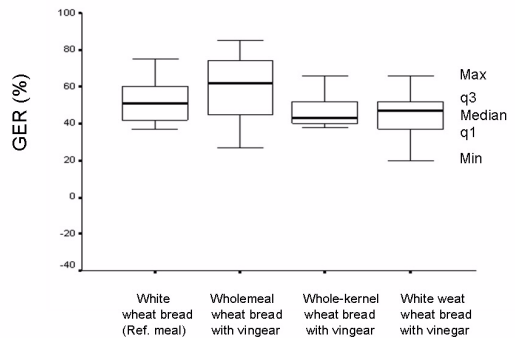 GER (%)
100
80
60
40
20
0
-20
-40
Max
q3
Median
q1
Min
White
wheat bread
(Ref. meal)
Wholemeal
wheat bread
with vingear
Whole-kernel
wheat bread
with vingear
White weat
wheat bread
with vinegar